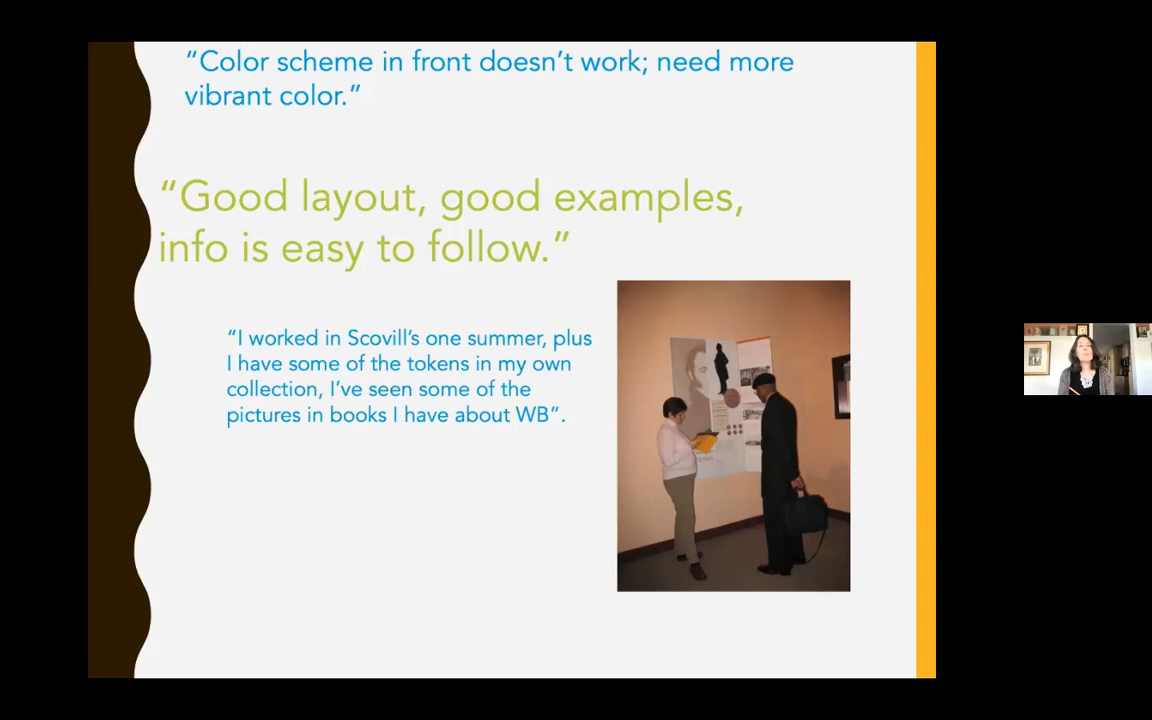 “Color scheme in front doesn’t work; need more
vibrant color.”
“Good layout, good examples,
info is easy to follow.”
“I worked in Scovill’s one summer, plus
I have some of the tokens in my own
collection, I’ve seen some of the
pictures in books I have about WB”.